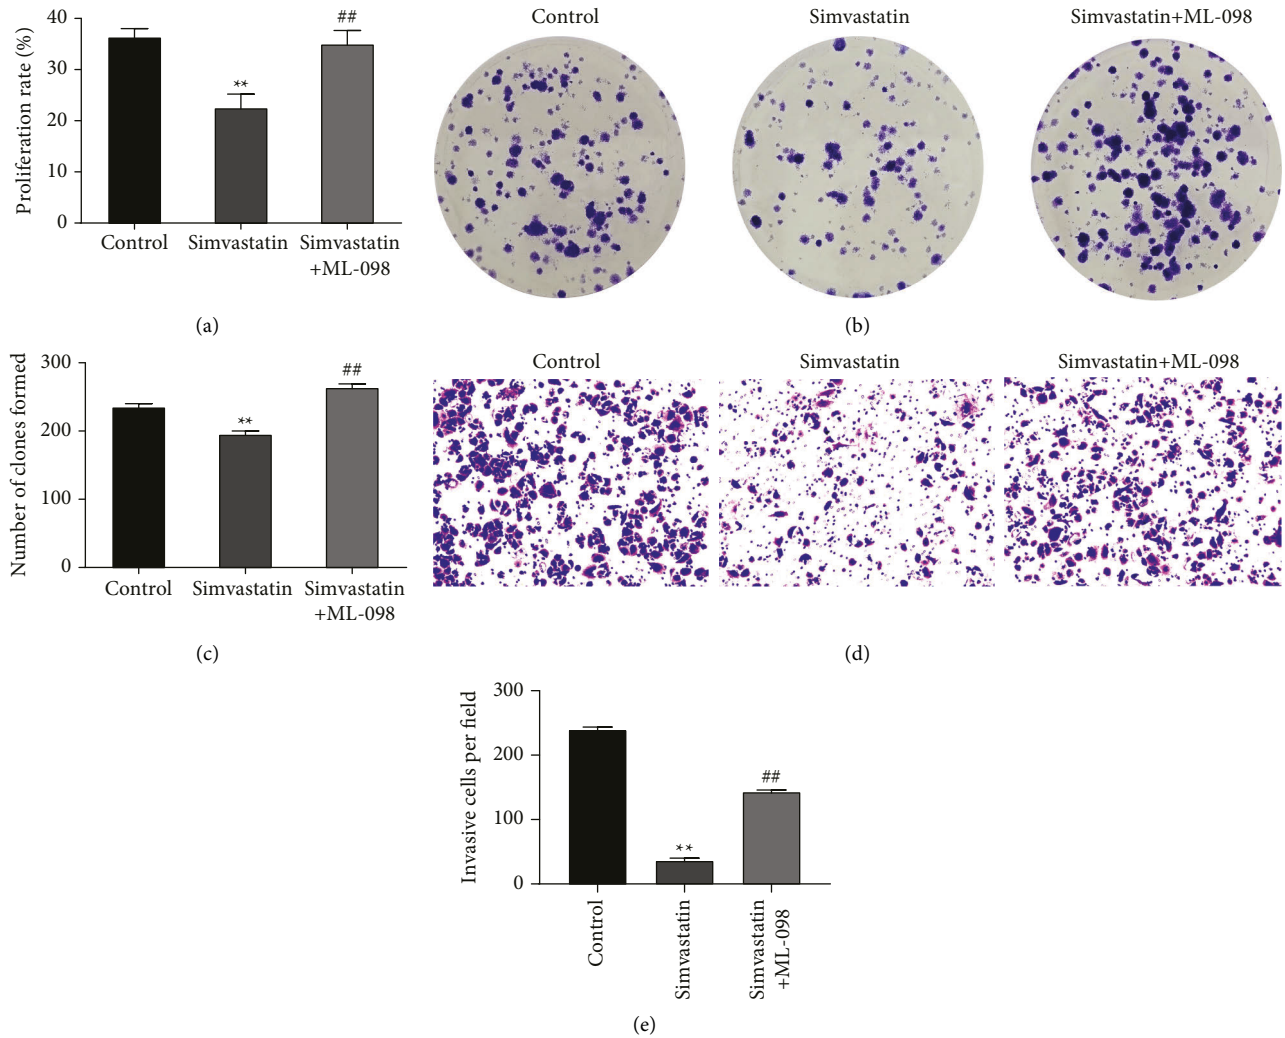 Proliferation rate (%)
40
30
20
10
0
**
##
Control
Simvastatin
Simvastatin
+ML-098
(a)
Control
Simvastatin
Simvastatin+ML-098
(b)
Number of clones formed
300
200
100
0
**
##
Control
Simvastatin
Simvastatin
+ML-098
(c)
Control
Simvastatin
Simvastatin+ML-098
(d)
Invasive cells per field
300
200
100
0
**
##
Control
Simvastatin
Simvastatin
+ML-098
(e)